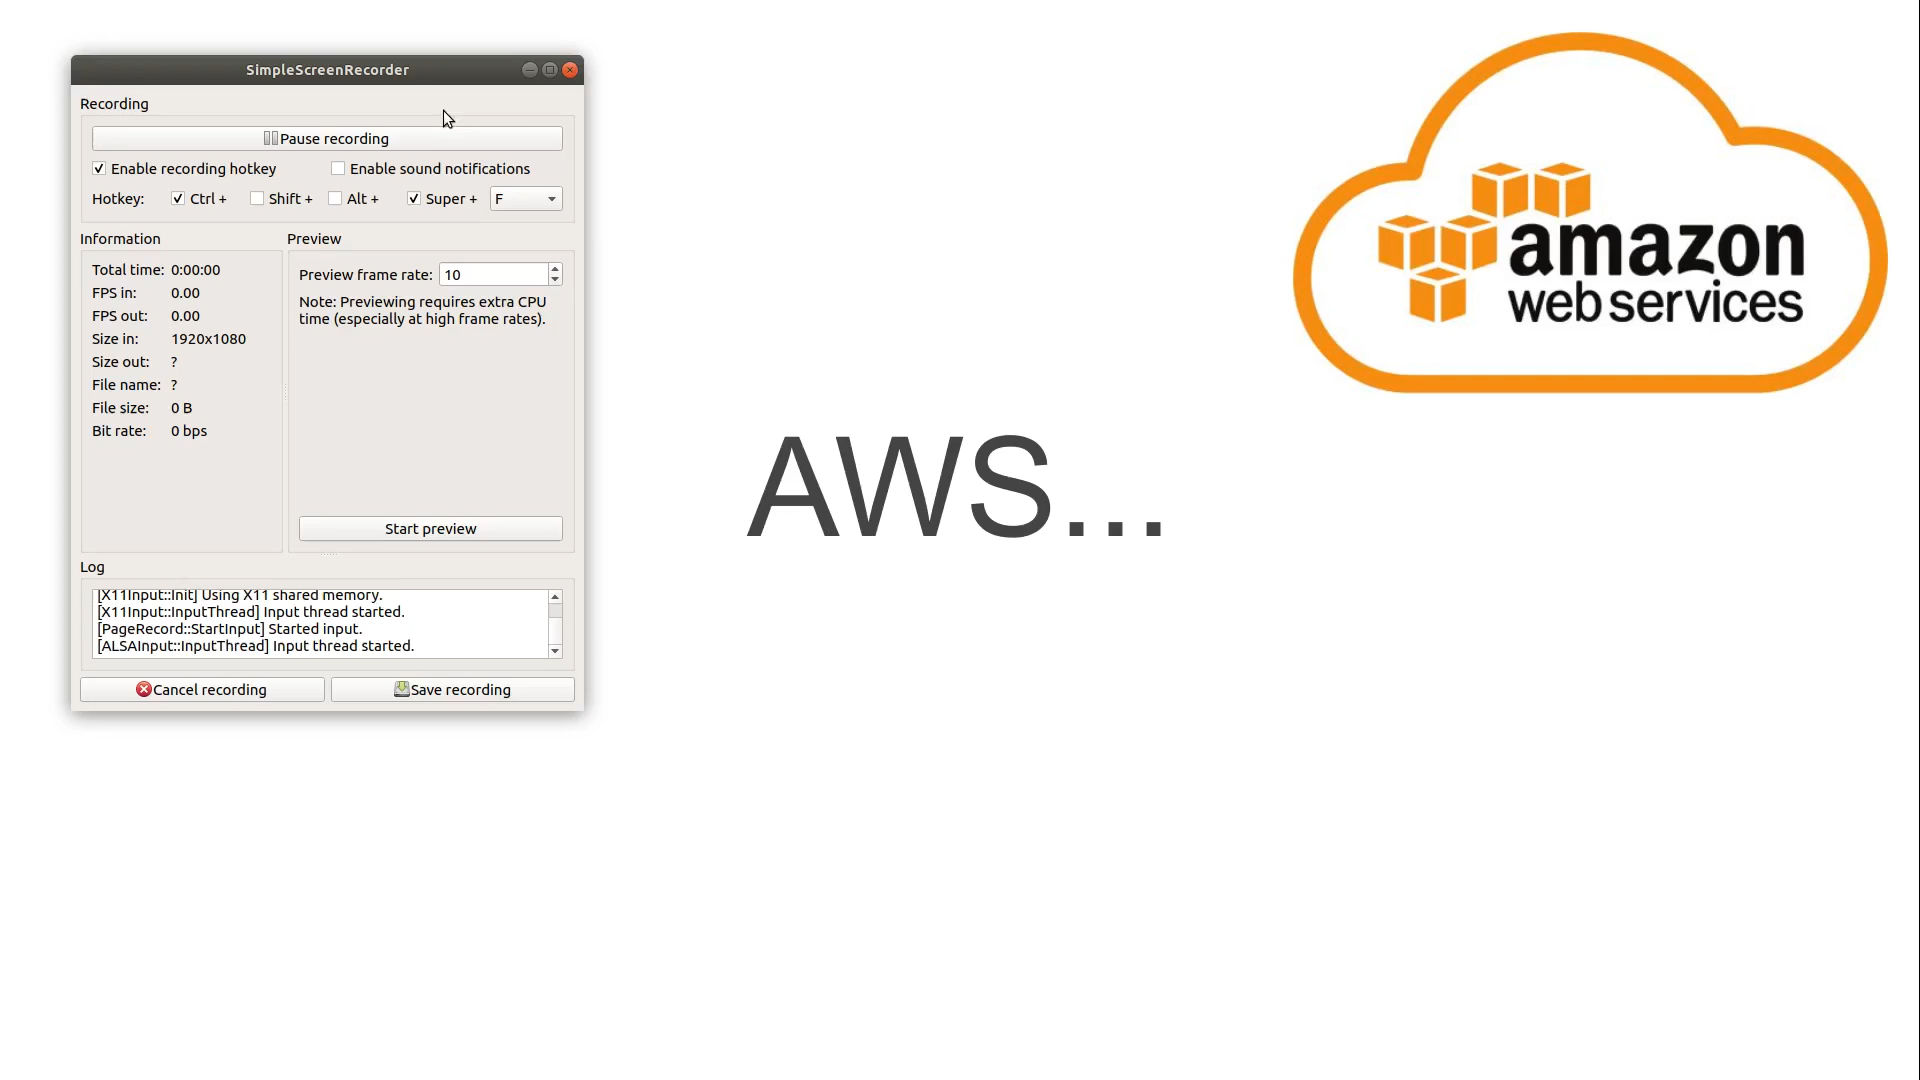 SimpleScreenRecorder
Recording
Pause recording
Enable recording hotkey
Enable sound notifications
Hotkey: Ctrl + Shift + Alt + Super + F
Information
Total time: 0:00:00
FPS in: 0.00
FPS out: 0.00
Size in: 1920x1080
Size out: ?
File name: ?
File size: 0 B
Bit rate: 0 bps
Preview
Preview frame rate: 10
Note: Previewing requires extra CPU
time (especially at high frame rates).
Start preview
Log
[X11Input::Init] Using X11 shared memory.
[X11Input::InputThread] Input thread started.
[PageRecord::StartInput] Started input.
[ALSAInput::InputThread] Input thread started.
Cancel recording
Save recording
AWS...
amazon
web services